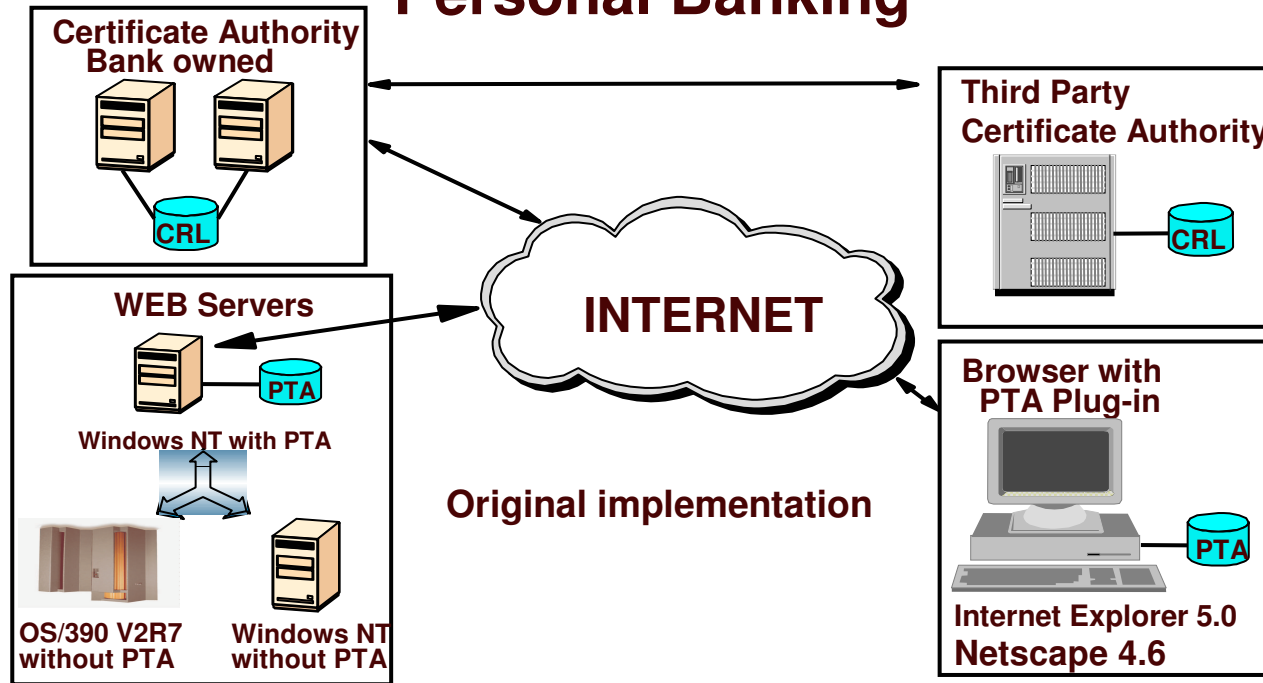 Personal Banking
Certificate Authority
Bank owned
CRL
Third Party
Certificate Authority
CRL
WEB Servers
PTA
Windows NT with PTA
OS/390 V2R7
without PTA
Windows NT
without PTA
INTERNET
Original implementation
Browser with
PTA Plug-in
PTA
Internet Explorer 5.0
Netscape 4.6